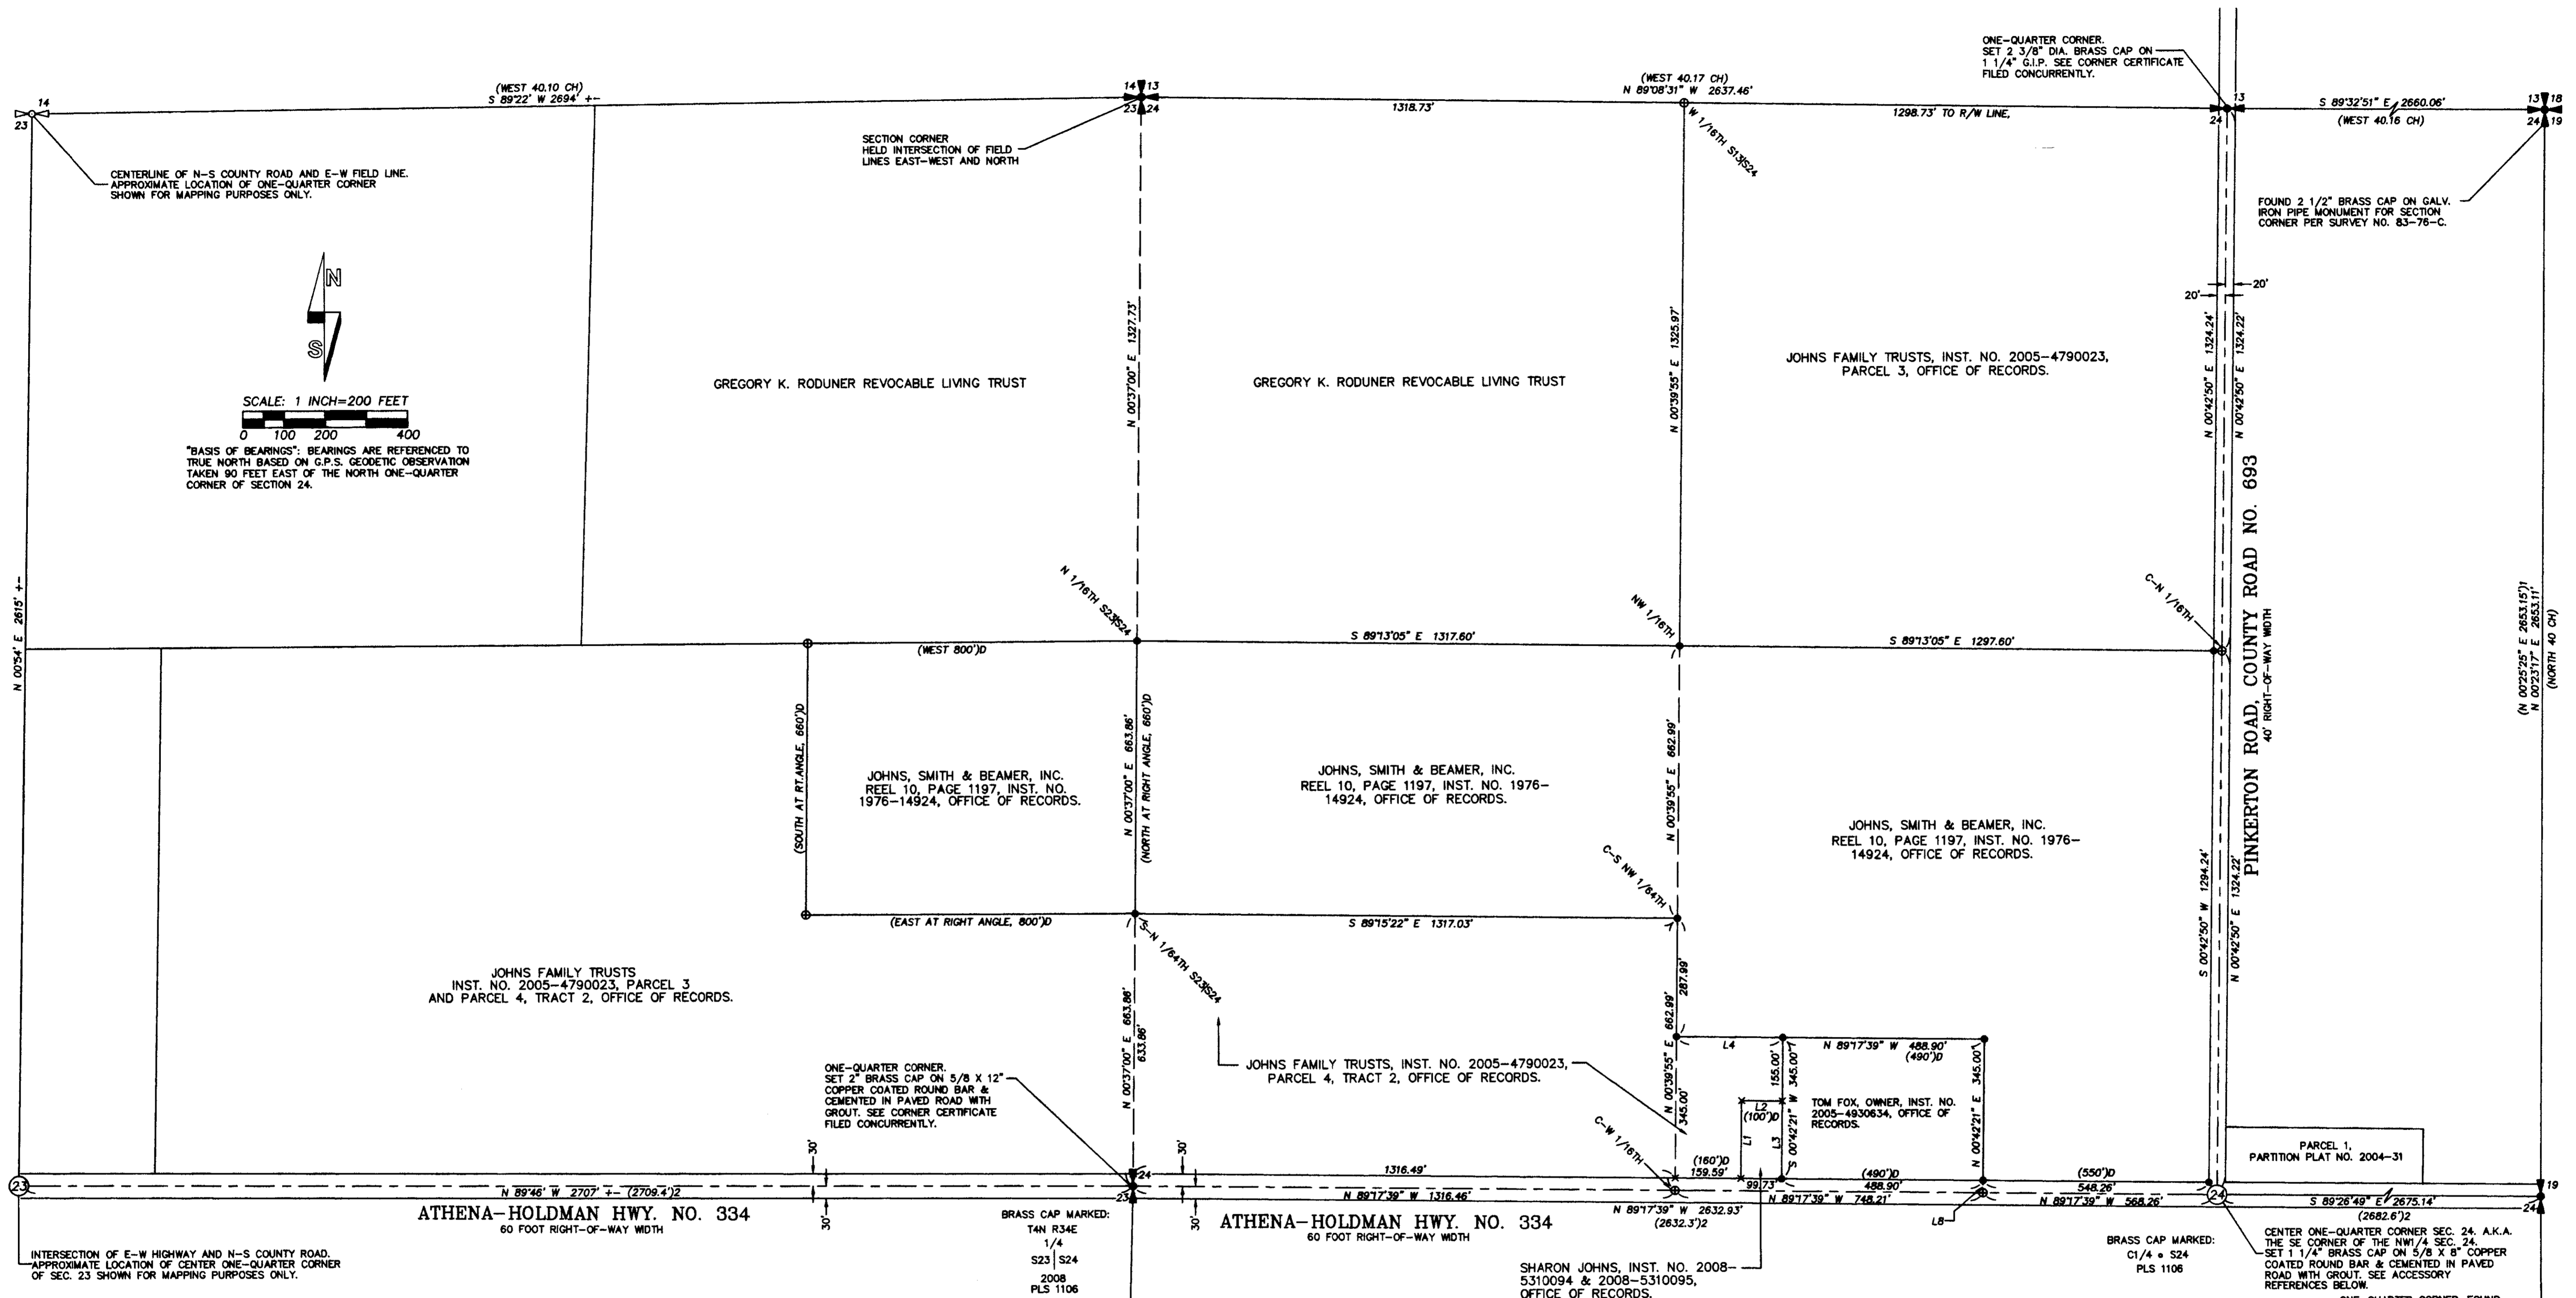 (WEST 40.10 CH)
S 89°22' W 2694' +-
14
23
14
13
23
24
(WEST 40.17 CH)
N 89°08'31" W 2637.46'
1318.73'
1298.73' TO R/W LINE,
ONE-QUARTER CORNER.
SET 2 3/8" DIA. BRASS CAP ON
1 1/4" G.I.P. SEE CORNER CERTIFICATE
FILED CONCURRENTLY.
13
24
S 89°32'51" E 2660.06'
(WEST 40.16 CH)
13
18
24
19
CENTERLINE OF N-S COUNTY ROAD AND E-W FIELD LINE.
APPROXIMATE LOCATION OF ONE-QUARTER CORNER
SHOWN FOR MAPPING PURPOSES ONLY.
SECTION CORNER
HELD INTERSECTION OF FIELD
LINES EAST-WEST AND NORTH
W 1/16TH S13|S24
FOUND 2 1/2" BRASS CAP ON GALV.
IRON PIPE MONUMENT FOR SECTION
CORNER PER SURVEY NO. 83-76-C.
N
S
SCALE: 1 INCH=200 FEET
0 100 200 400
"BASIS OF BEARINGS": BEARINGS ARE REFERENCED TO
TRUE NORTH BASED ON G.P.S. GEODETIC OBSERVATION
TAKEN 90 FEET EAST OF THE NORTH ONE-QUARTER
CORNER OF SECTION 24.
GREGORY K. RODUNER REVOCABLE LIVING TRUST
N 00°37'00" E 1327.73'
GREGORY K. RODUNER REVOCABLE LIVING TRUST
N 00°39'55" E 1325.97'
JOHNS FAMILY TRUSTS, INST. NO. 2005-4790023,
PARCEL 3, OFFICE OF RECORDS.
20'
20'
N 00°42'50" E 1324.24'
N 00°42'50" E 1324.22'
PINKERTON ROAD, COUNTY ROAD NO. 693
40' RIGHT-OF-WAY WIDTH
(N 00°25'25" E 2653.15')1
N 00°23'17" E 2653.11'
(NORTH 40 CH)
N 00°54' E 2615' +-
N 1/16TH S23|S24
NW 1/16TH
C-N 1/16TH
(WEST 800')D
S 89°13'05" E 1317.60'
S 89°13'05" E 1297.60'
(SOUTH AT RT.ANGLE, 660')D
N 00°37'00" E 663.86'
(NORTH AT RIGHT ANGLE, 660')D
N 00°39'55" E 662.99'
JOHNS, SMITH & BEAMER, INC.
REEL 10, PAGE 1197, INST. NO.
1976-14924, OFFICE OF RECORDS.
JOHNS, SMITH & BEAMER, INC.
REEL 10, PAGE 1197, INST. NO. 1976-
14924, OFFICE OF RECORDS.
JOHNS, SMITH & BEAMER, INC.
REEL 10, PAGE 1197, INST. NO. 1976-
14924, OFFICE OF RECORDS.
S 00°42'50" W 1294.24'
N 00°42'50" E 1324.22'
C-S NW 1/64TH
(EAST AT RIGHT ANGLE, 800')D
S 89°15'22" E 1317.03'
S-N 1/64TH S23|S24
JOHNS FAMILY TRUSTS
INST. NO. 2005-4790023, PARCEL 3
AND PARCEL 4, TRACT 2, OFFICE OF RECORDS.
N 00°37'00" E 663.86'
633.86'
287.99'
N 00°39'55" E 662.99'
345.00'
JOHNS FAMILY TRUSTS, INST. NO. 2005-4790023,
PARCEL 4, TRACT 2, OFFICE OF RECORDS.
L4
N 89°17'39" W 488.90'
(490')D
155.00'
S 00°42'21" W 345.00'
N 00°42'21" E 345.00'
L2
(100')D
L1
L3
TOM FOX, OWNER, INST. NO.
2005-4930634, OFFICE OF
RECORDS.
ONE-QUARTER CORNER.
SET 2" BRASS CAP ON 5/8 X 12"
COPPER COATED ROUND BAR &
CEMENTED IN PAVED ROAD WITH
GROUT. SEE CORNER CERTIFICATE
FILED CONCURRENTLY.
C-W 1/16TH
PARCEL 1,
PARTITION PLAT NO. 2004-31
30'
30'
30'
30'
23
24
23
1316.49'
(160')D
159.59'
99.73'
(490')D
488.90'
(550')D
548.26'
24
19
24
N 89°46' W 2707' +- (2709.4')2
N 89°17'39" W 1316.46'
N 89°17'39" W 748.21'
N 89°17'39" W 568.26'
S 89°26'49" E 2675.14'
(2682.6')2
N 89°17'39" W 2632.93'
(2632.3')2
L8
ATHENA-HOLDMAN HWY. NO. 334
60 FOOT RIGHT-OF-WAY WIDTH
ATHENA-HOLDMAN HWY. NO. 334
60 FOOT RIGHT-OF-WAY WIDTH
INTERSECTION OF E-W HIGHWAY AND N-S COUNTY ROAD.
APPROXIMATE LOCATION OF CENTER ONE-QUARTER CORNER
OF SEC. 23 SHOWN FOR MAPPING PURPOSES ONLY.
BRASS CAP MARKED:
T4N R34E
1/4
S23 | S24
2008
PLS 1106
SHARON JOHNS, INST. NO. 2008-
5310094 & 2008-5310095,
OFFICE OF RECORDS.
BRASS CAP MARKED:
C1/4 S24
PLS 1106
CENTER ONE-QUARTER CORNER SEC. 24. A.K.A.
THE SE CORNER OF THE NW1/4 SEC. 24.
SET 1 1/4" BRASS CAP ON 5/8 X 8" COPPER
COATED ROUND BAR & CEMENTED IN PAVED
ROAD WITH GROUT. SEE ACCESSORY
REFERENCES BELOW.
ONE-QUARTER CORNER FOUND